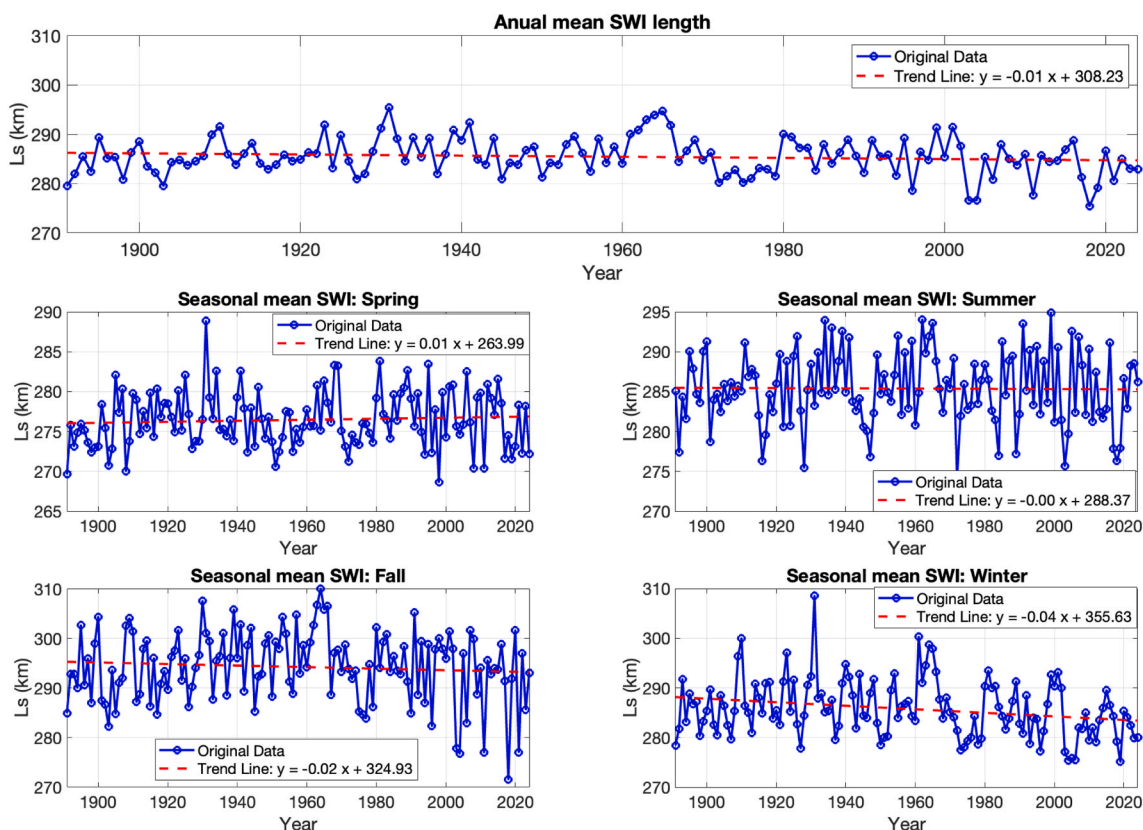 Anual mean SWI length
310
300
290
280
270
Ls (km)
Original Data
Trend Line: y = -0.01 x + 308.23
1900
1920
1940
1960
1980
2000
2020
Year
Seasonal mean SWI: Spring
290
285
280
275
270
265
Ls (km)
Original Data
Trend Line: y = 0.01 x + 263.99
1900
1920
1940
1960
1980
2000
2020
Year
Seasonal mean SWI: Summer
295
290
285
280
275
270
Ls (km)
Original Data
Trend Line: y = -0.00 x + 288.37
1900
1920
1940
1960
1980
2000
2020
Year
Seasonal mean SWI: Fall
310
300
290
280
270
Ls (km)
Original Data
Trend Line: y = -0.02 x + 324.93
1900
1920
1940
1960
1980
2000
2020
Year
Seasonal mean SWI: Winter
310
300
290
280
270
Ls (km)
Original Data
Trend Line: y = -0.04 x + 355.63
1900
1920
1940
1960
1980
2000
2020
Year